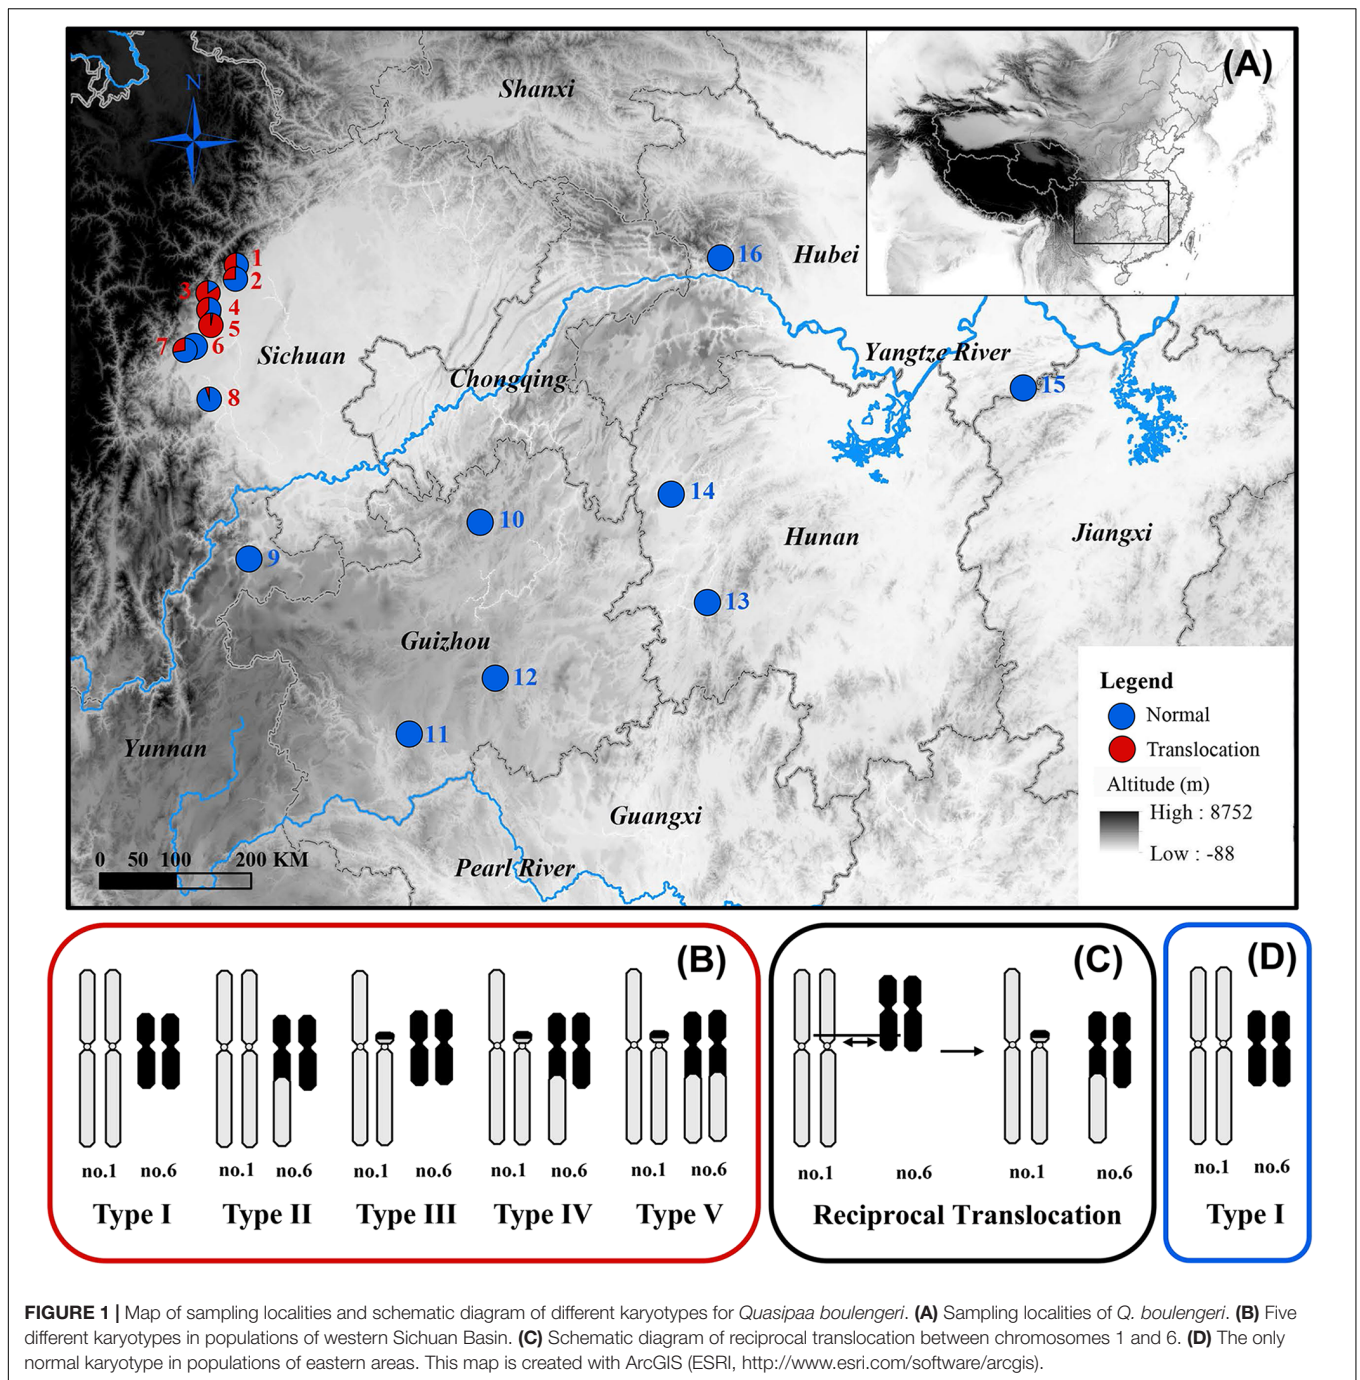 (A)
N
Shanxi
Hubei
Sichuan
Chongqing
Yangtze River
Hunan
Jiangxi
Guizhou
Yunnan
Guangxi
Pearl River
1
2
3
4
5
6
7
8
9
10
11
12
13
14
15
16
0 50 100 200 KM
Legend
Normal
Translocation
Altitude (m)
High : 8752
Low : -88
(B)
no.1 no.6 no.1 no.6 no.1 no.6 no.1 no.6 no.1 no.6
Type I Type II Type III Type IV Type V
(C)
no.1 no.6 no.1 no.6
Reciprocal Translocation
(D)
no.1 no.6
Type I
FIGURE 1 | Map of sampling localities and schematic diagram of different karyotypes for Quasipaa boulengeri. (A) Sampling localities of Q. boulengeri. (B) Five
different karyotypes in populations of western Sichuan Basin. (C) Schematic diagram of reciprocal translocation between chromosomes 1 and 6. (D) The only
normal karyotype in populations of eastern areas. This map is created with ArcGIS (ESRI, http://www.esri.com/software/arcgis).